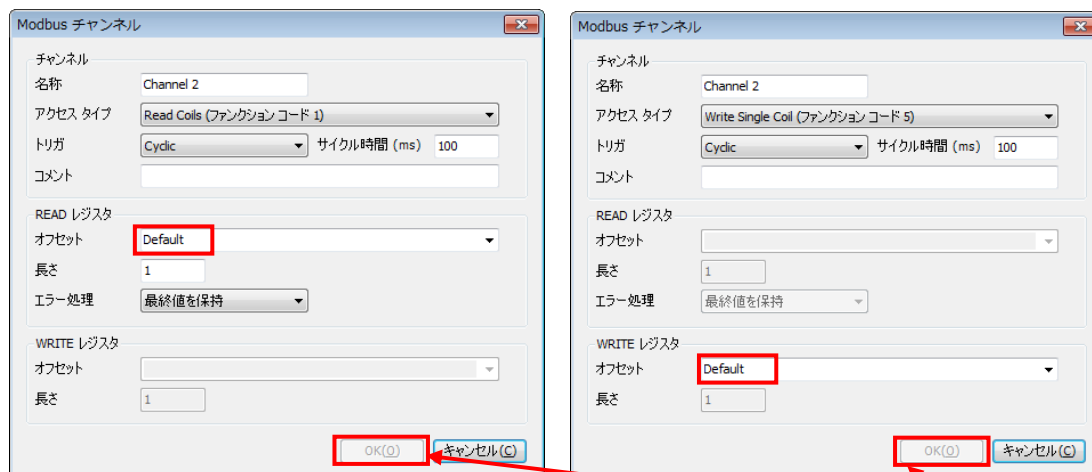 Modbus チャンネル
チャンネル
名称 Channel 2
アクセス タイプ Read Coils (ファンクション コード 1)
トリガ Cyclic サイクル時間 (ms) 100
コメント
READ レジスタ
オフセット Default
長さ 1
エラー処理 最終値を保持
WRITE レジスタ
オフセット
長さ 1
OK(O) キャンセル(C)
Modbus チャンネル
チャンネル
名称 Channel 2
アクセス タイプ Write Single Coil (ファンクション コード 5)
トリガ Cyclic サイクル時間 (ms) 100
コメント
READ レジスタ
オフセット
長さ 1
エラー処理 最終値を保持
WRITE レジスタ
オフセット Default
長さ 1
OK(O) キャンセル(C)